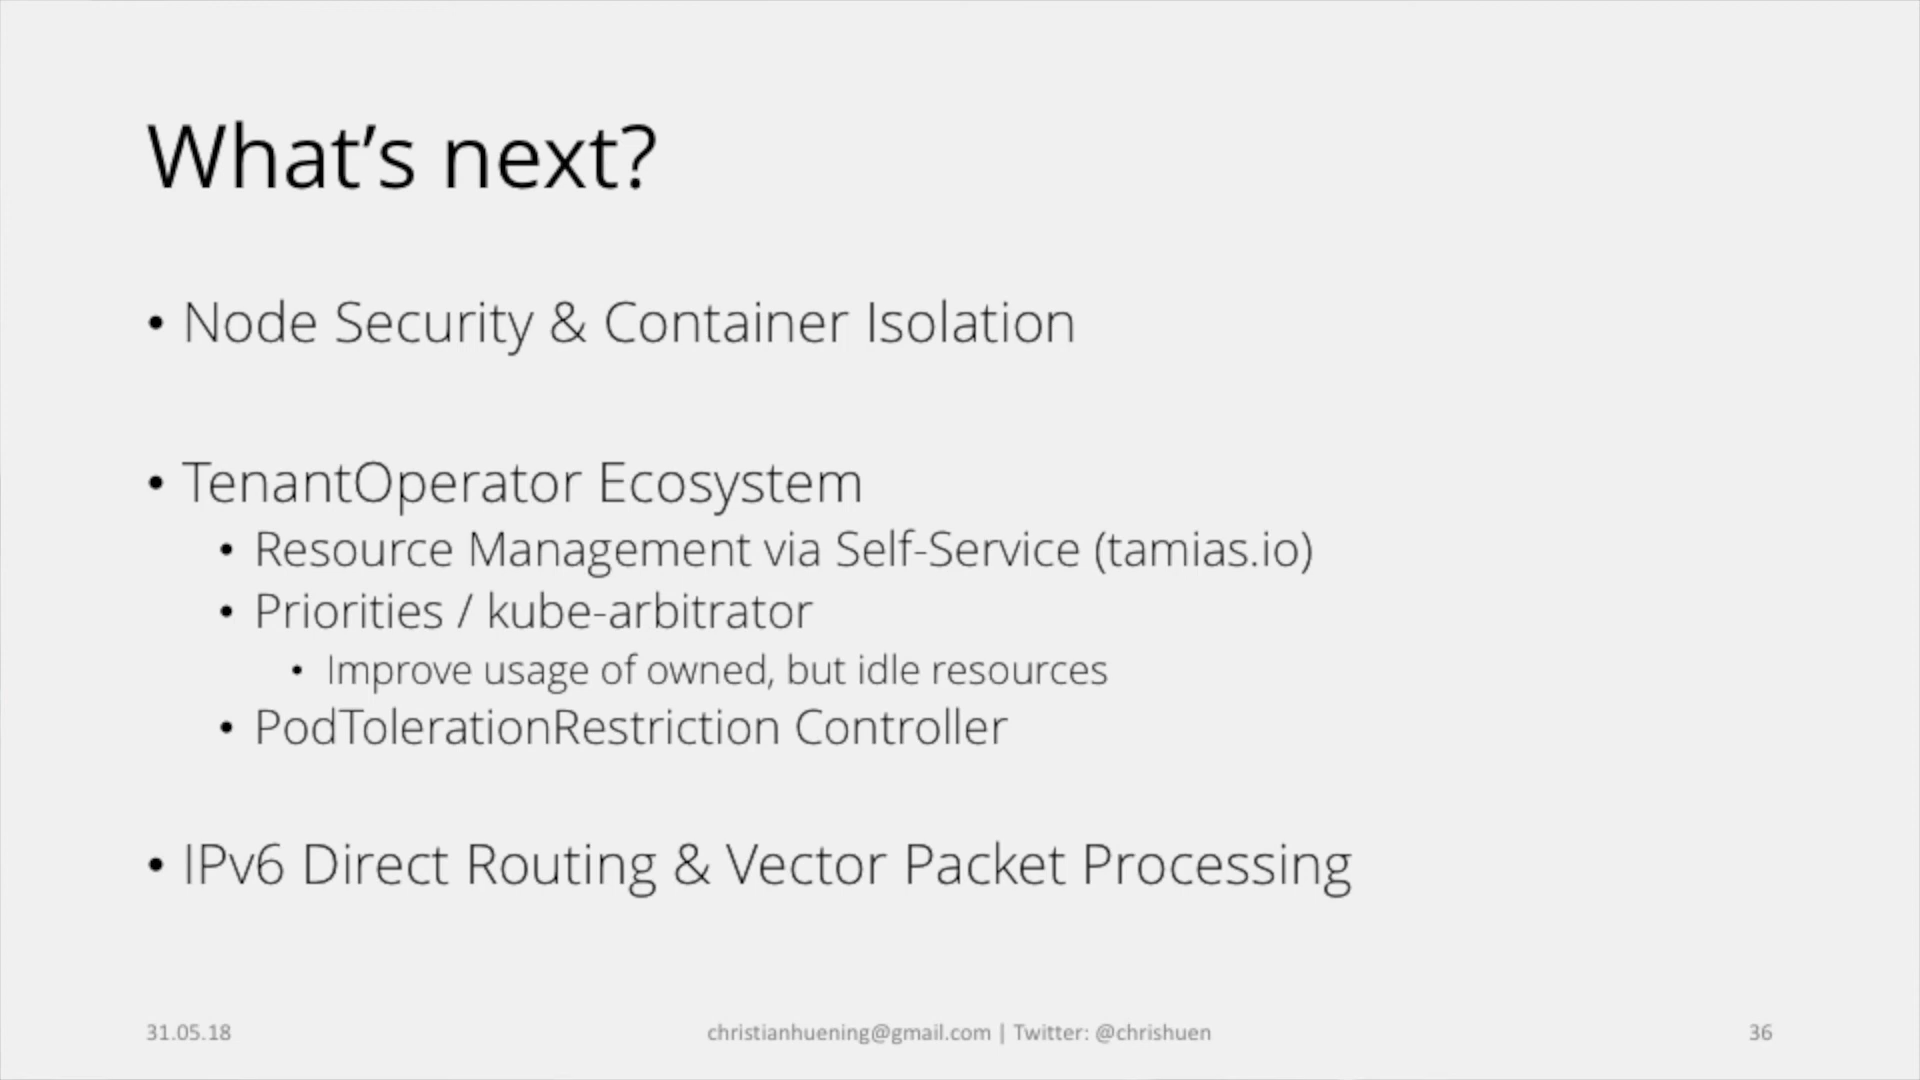 What’s next?
• Node Security & Container Isolation
• TenantOperator Ecosystem
• Resource Management via Self-Service (tamias.io)
• Priorities / kube-arbitrator
• Improve usage of owned, but idle resources
• PodTolerationRestriction Controller
• IPv6 Direct Routing & Vector Packet Processing
31.05.18
christianhuening@gmail.com | Twitter: @chrishuen
36